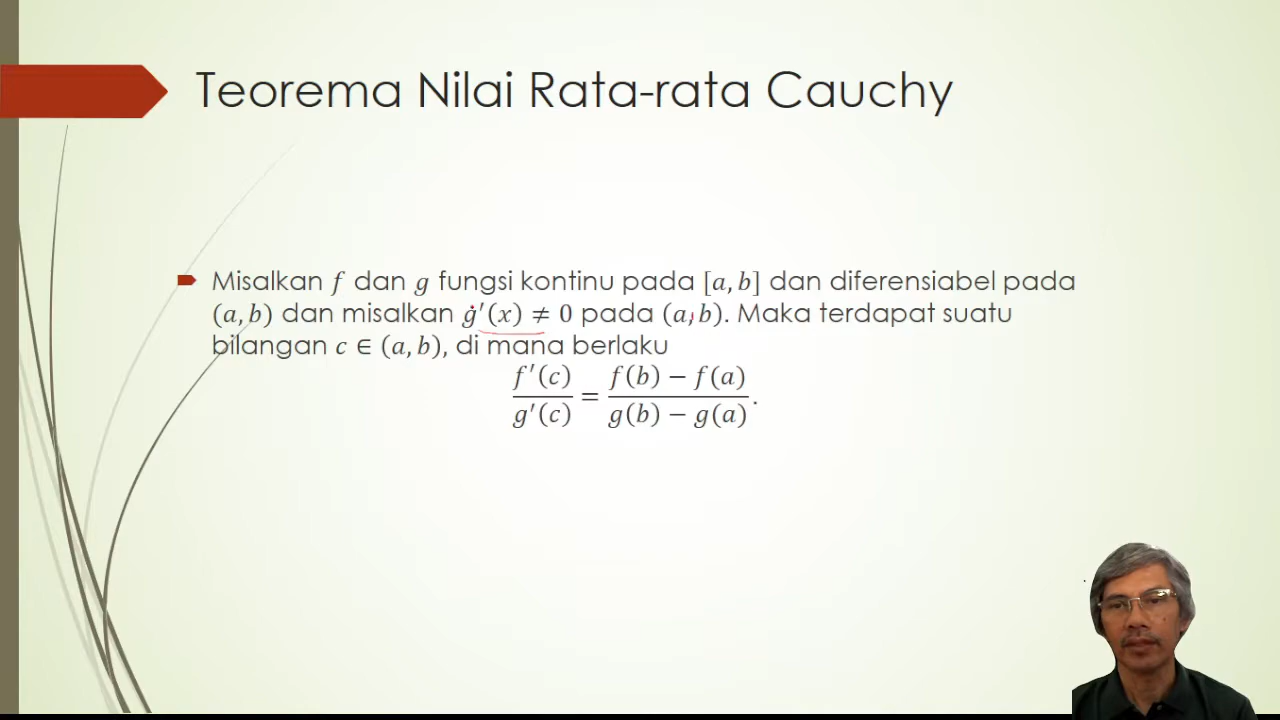 Teorema Nilai Rata-rata Cauchy
Misalkan f dan g fungsi kontinu pada [a, b] dan diferensiabel pada
(a, b) dan misalkan g′(x) ≠ 0 pada (a, b). Maka terdapat suatu
bilangan c ∈ (a, b), di mana berlaku
f′(c)/g′(c) = (f(b) − f(a))/(g(b) − g(a)).